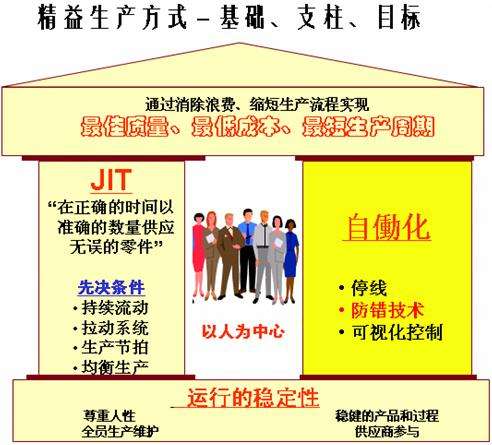 精益生产方式–基础、支柱、目标
通过消除浪费、缩短生产流程实现
最佳质量、最低成本、最短生产周期
JIT
“在正确的时间以
准确的数量供应
无误的零件”
先决条件
·持续流动
·拉动系统
·生产节拍
·均衡生产
以人为中心
自働化
·停线
·防错技术
·可视化控制
运行的稳定性
尊重人性
全员生产维护
稳健的产品和过程
供应商参与